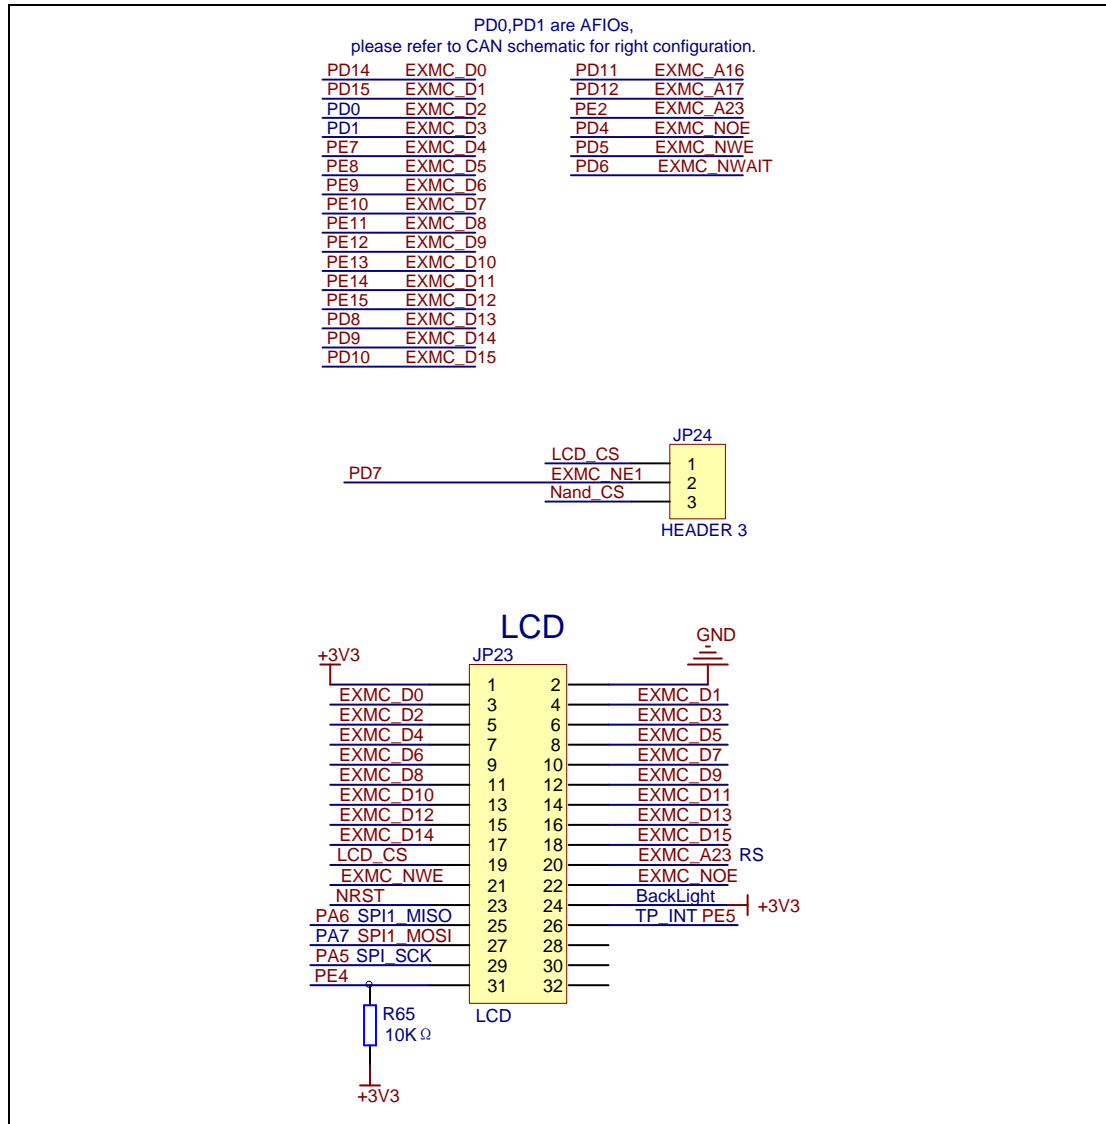 PD0,PD1 are AFIOs,
please refer to CAN schematic for right configuration.
PD14 EXMC_D0 PD11 EXMC_A16
PD15 EXMC_D1 PD12 EXMC_A17
PD0 EXMC_D2 PE2 EXMC_A23
PD1 EXMC_D3 PD4 EXMC_NOE
PE7 EXMC_D4 PD5 EXMC_NWE
PE8 EXMC_D5 PD6 EXMC_NWAIT
PE9 EXMC_D6
PE10 EXMC_D7
PE11 EXMC_D8
PE12 EXMC_D9
PE13 EXMC_D10
PE14 EXMC_D11
PE15 EXMC_D12
PD8 EXMC_D13
PD9 EXMC_D14
PD10 EXMC_D15
JP24
LCD_CS 1
PD7 EXMC_NE1 2
Nand_CS 3
HEADER 3
LCD
+3V3 JP23 GND
1 2
EXMC_D0 3 4 EXMC_D1
EXMC_D2 5 6 EXMC_D3
EXMC_D4 7 8 EXMC_D5
EXMC_D6 9 10 EXMC_D7
EXMC_D8 11 12 EXMC_D9
EXMC_D10 13 14 EXMC_D11
EXMC_D12 15 16 EXMC_D13
EXMC_D14 17 18 EXMC_D15
LCD_CS 19 20 EXMC_A23 RS
EXMC_NWE 21 22 EXMC_NOE
NRST 23 24 BackLight +3V3
PA6 SPI1_MISO 25 26 TP_INT PE5
PA7 SPI1_MOSI 27 28
PA5 SPI_SCK 29 30
PE4 31 32
R65 LCD
10KΩ
+3V3